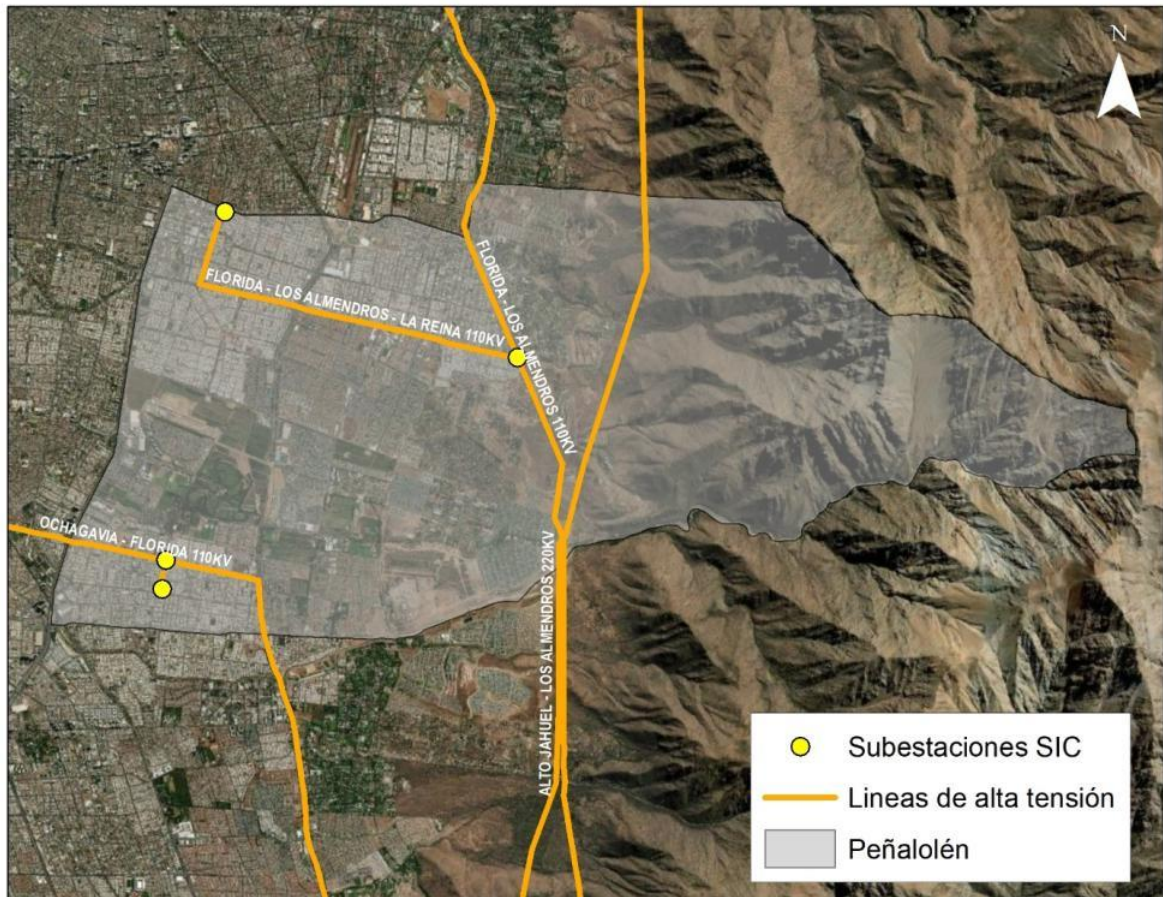 N
FLORIDA - LOS ALMENDROS - LA REINA 110KV
FLORIDA - LOS ALMENDROS 110KV
OCHAGAVIA - FLORIDA 110KV
ALTO JAHUEL - LOS ALMENDROS 220KV
Subestaciones SIC
Lineas de alta tensión
Peñalolén